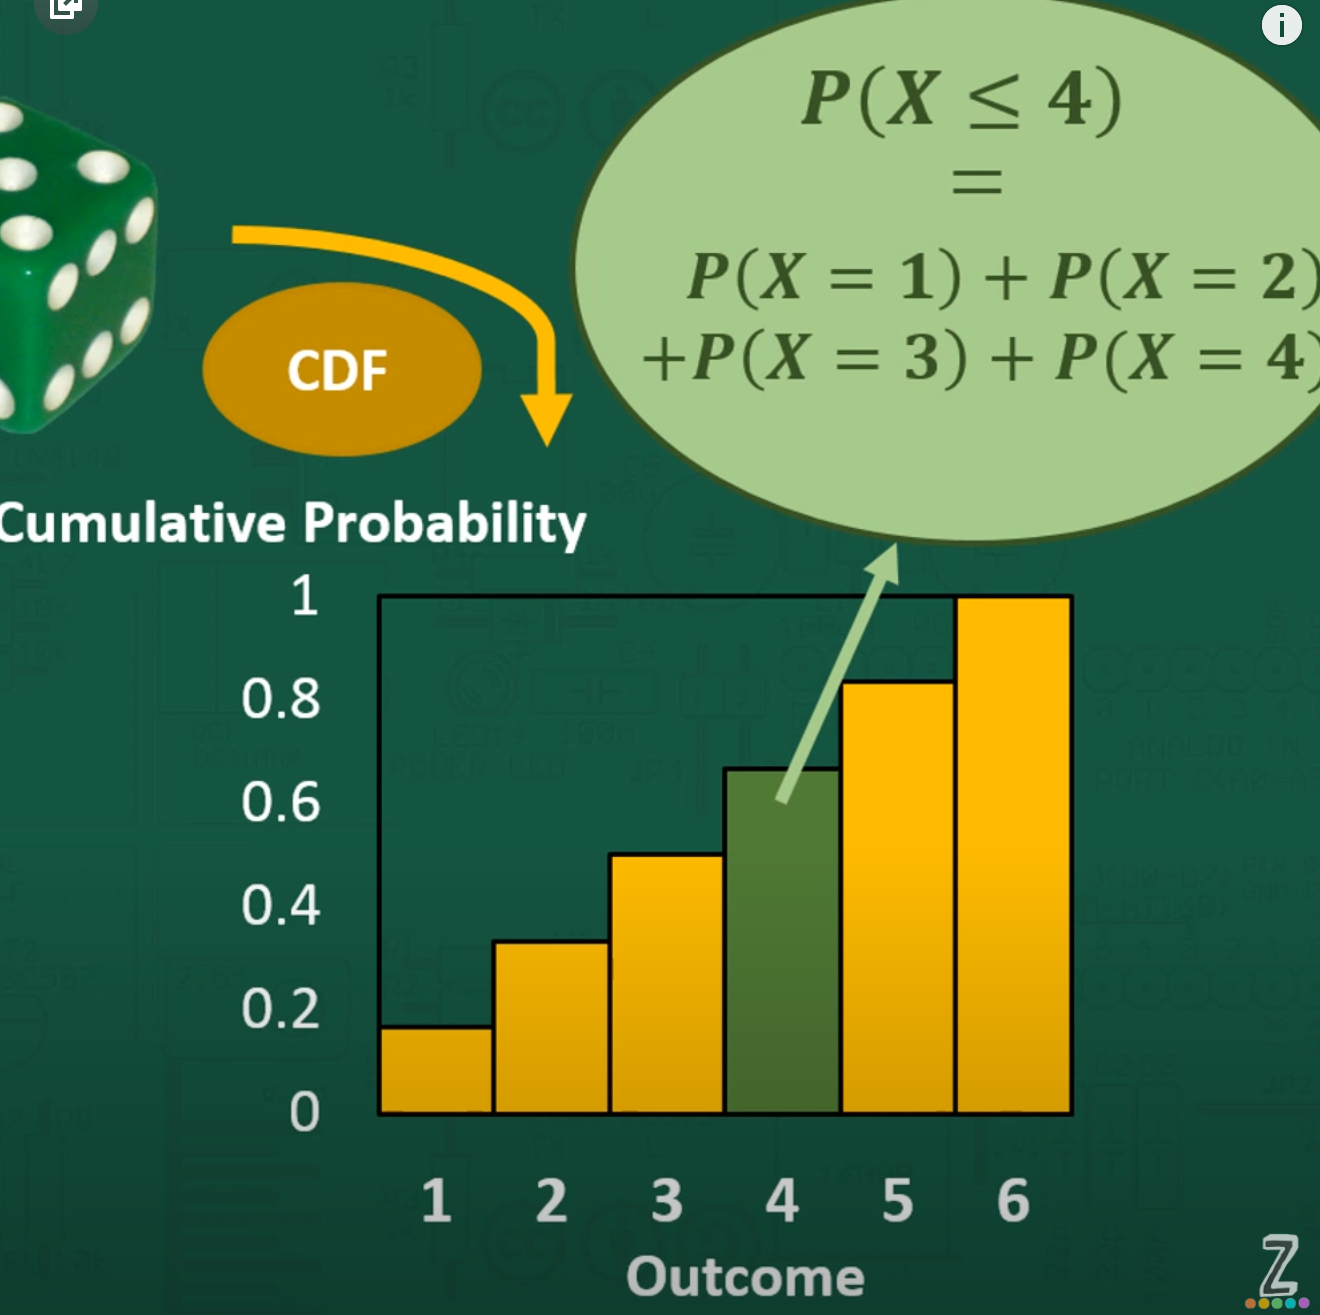 P(X ≤ 4)
=
P(X = 1) + P(X = 2)
+P(X = 3) + P(X = 4)
CDF
Cumulative Probability
1
0.8
0.6
0.4
0.2
0
1 2 3 4 5 6
Outcome
Z